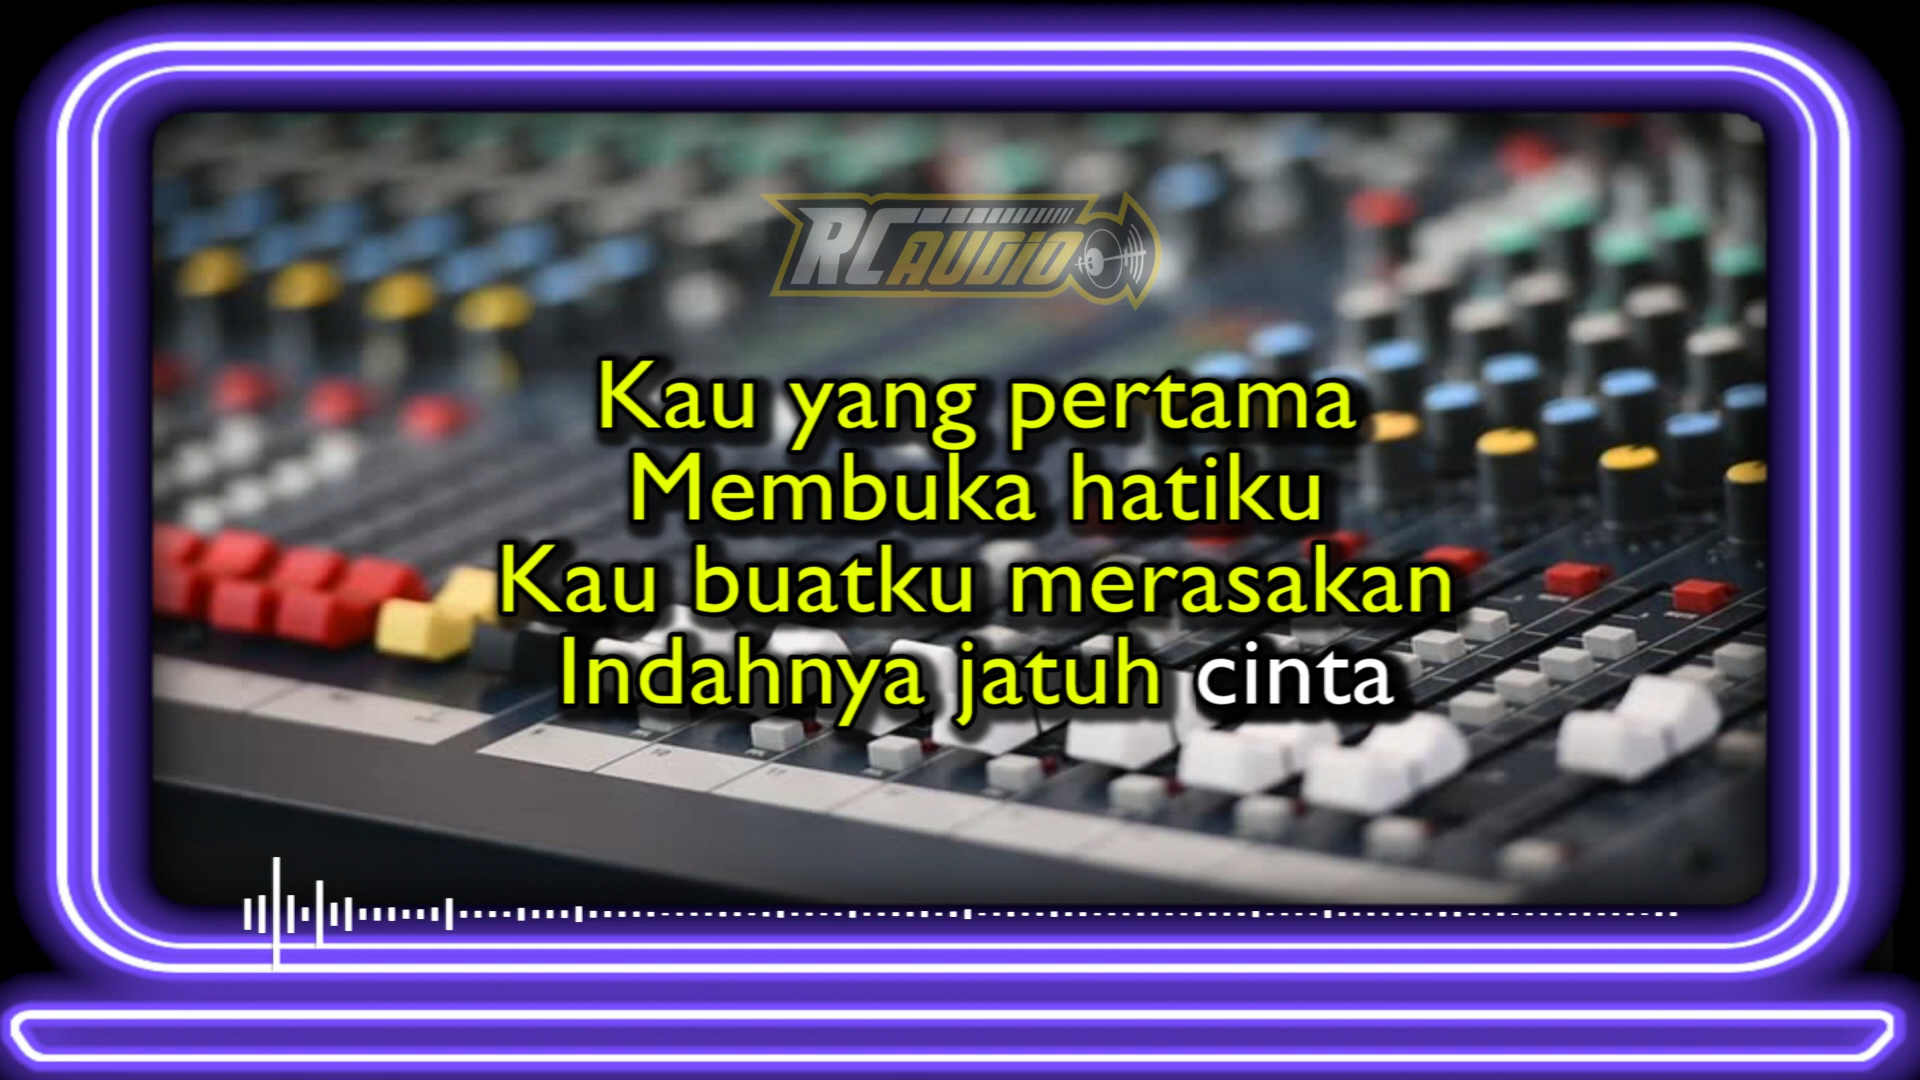 RC AUDIO
Kau yang pertama
Membuka hatiku
Kau buatku merasakan
Indahnya jatuh cinta